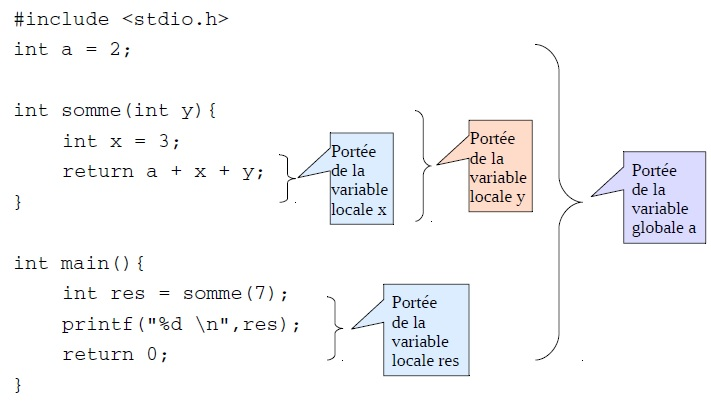 #include <stdio.h>
int a = 2;
int somme(int y){
int x = 3;
return a + x + y;
}
Portée
de la
variable
locale x
Portée
de la
variable
locale y
Portée
de la
variable
globale a
int main(){
int res = somme(7);
printf("%d \n",res);
return 0;
}
Portée
de la
variable
locale res